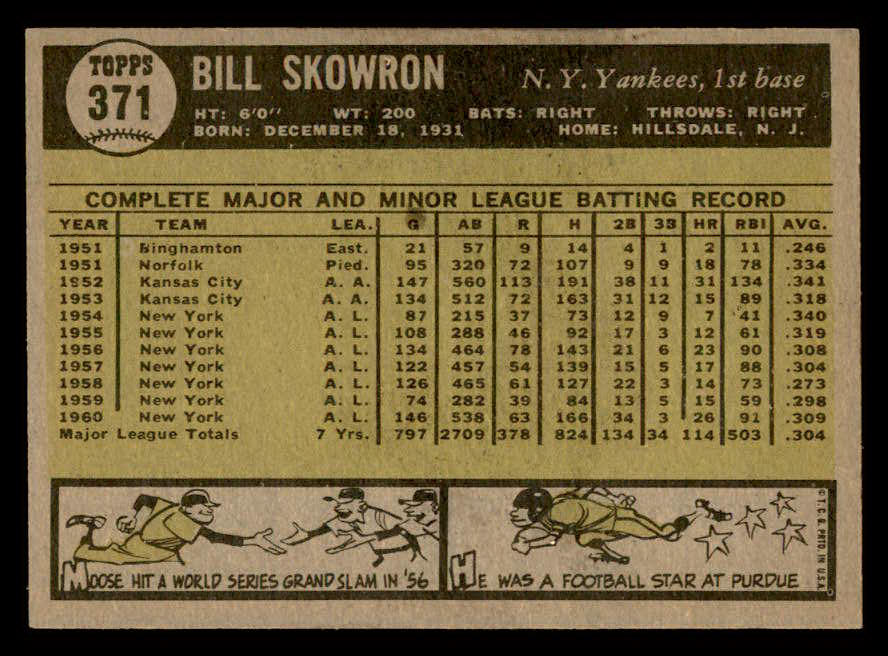 TOPPS
371
BILL SKOWRON
N. Y. Yankees, 1st base
HT: 6'0" WT: 200 BATS: RIGHT THROWS: RIGHT
BORN: DECEMBER 18, 1931 HOME: HILLSDALE, N. J.
COMPLETE MAJOR AND MINOR LEAGUE BATTING RECORD
YEAR TEAM LEA. G AB R H 2B 3B HR RBI AVG.
1951 Binghamton East. 21 57 9 14 4 1 2 11 .246
1951 Norfolk Pied. 95 320 72 107 9 9 18 78 .334
1952 Kansas City A. A. 147 560 113 191 38 11 31 134 .341
1953 Kansas City A. A. 134 512 72 163 31 12 15 89 .318
1954 New York A. L. 87 215 37 73 12 9 7 41 .340
1955 New York A. L. 108 288 46 92 17 3 12 61 .319
1956 New York A. L. 134 464 78 143 21 6 23 90 .308
1957 New York A. L. 122 457 54 139 15 5 17 88 .304
1958 New York A. L. 126 465 61 127 22 3 14 73 .273
1959 New York A. L. 74 282 39 84 13 5 15 59 .298
1960 New York A. L. 146 538 63 166 34 3 26 91 .309
Major League Totals 7 Yrs. 797 2709 378 824 134 34 114 503 .304
MOOSE HIT A WORLD SERIES GRAND SLAM IN '56
HE WAS A FOOTBALL STAR AT PURDUE
© T. C. G. PRTD. IN U.S.A.